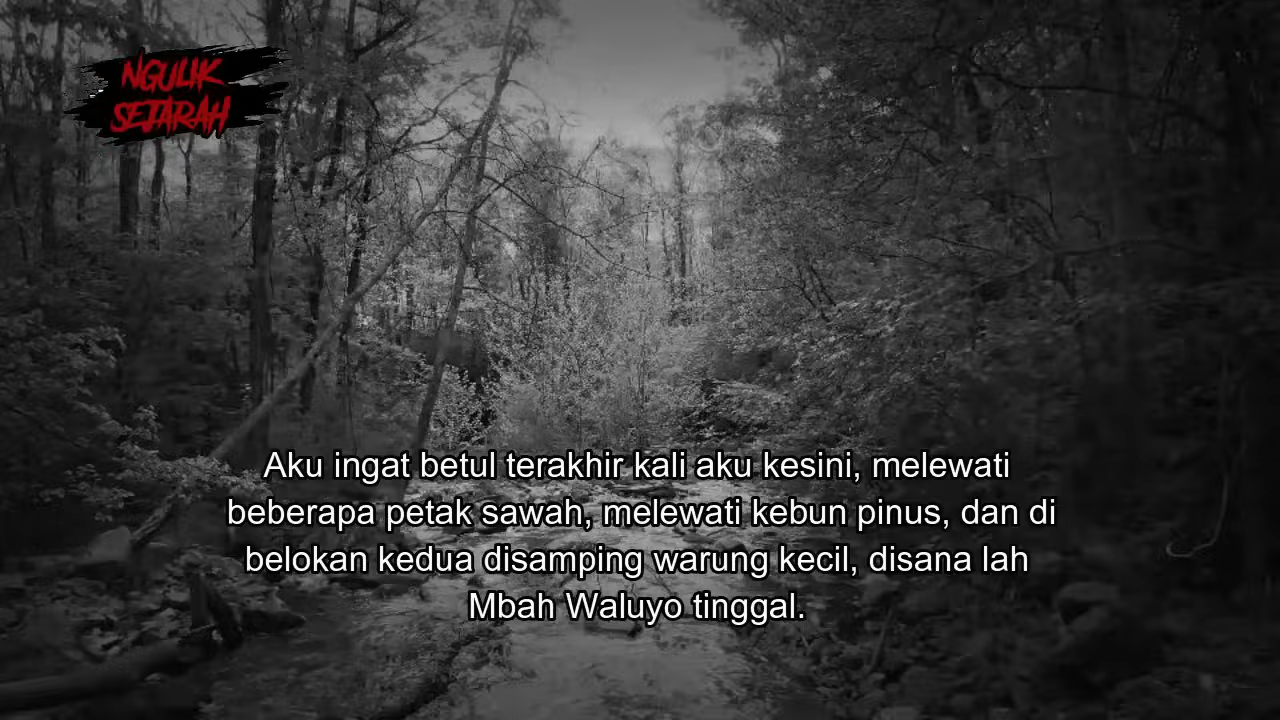 NGULIK
SEJARAH
Aku ingat betul terakhir kali aku kesini, melewati
beberapa petak sawah, melewati kebun pinus, dan di
belokan kedua disamping warung kecil, disana lah
Mbah Waluyo tinggal.